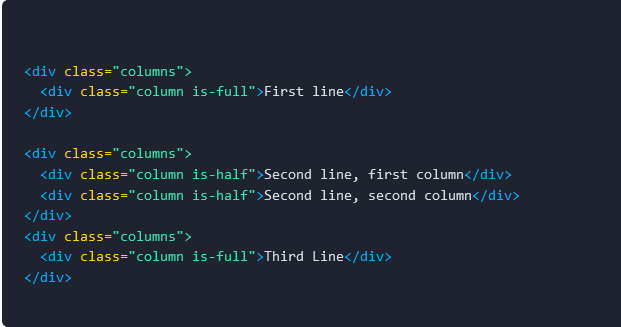 <div class="columns">
  <div class="column is-full">First line</div>
</div>

<div class="columns">
  <div class="column is-half">Second line, first column</div>
  <div class="column is-half">Second line, second column</div>
</div>
<div class="columns">
  <div class="column is-full">Third Line</div>
</div>